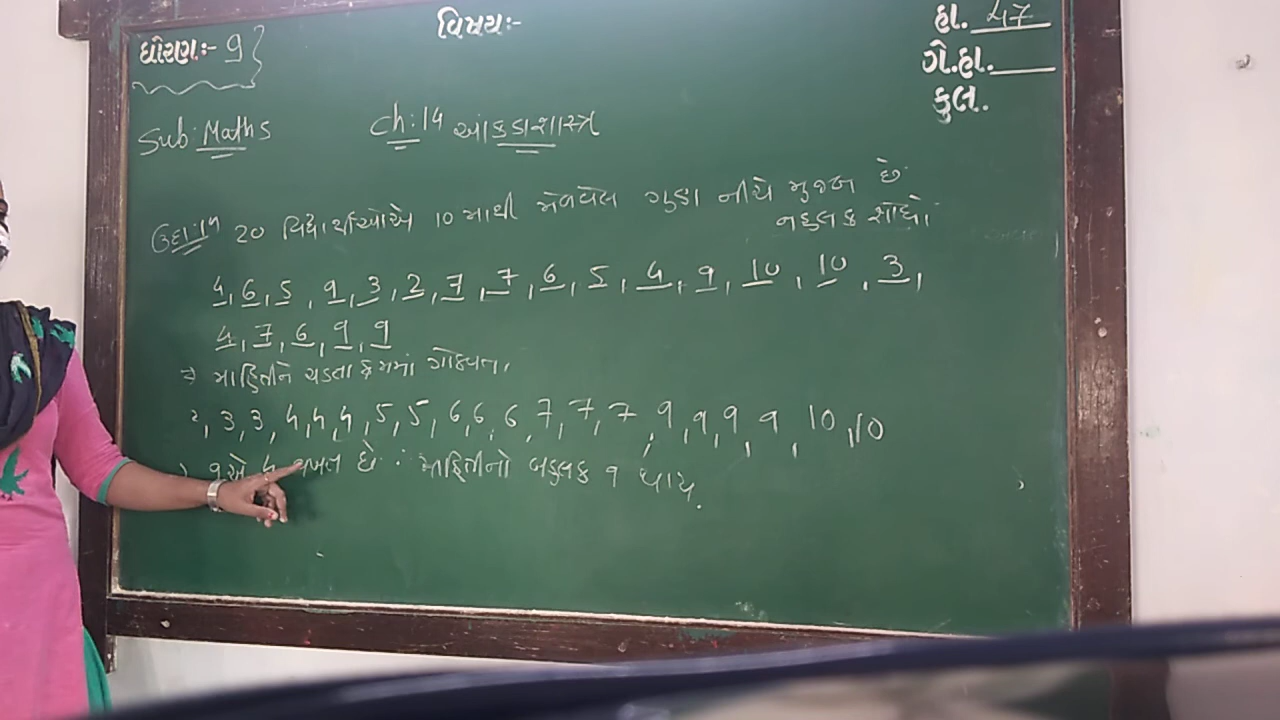 ધોરણઃ- 9
વિષયઃ-
હા. 47
ગે.હા.
કુલ.
Sub: Maths
Ch:14 આંકડાશાસ્ત્ર
ઉદા:14 20 વિદ્યાર્થીઓએ 10 માથી મેળવેલ ગુણ નીચે મુજબ છે
બહુલક શોધો
4, 6, 5, 9, 3, 2, 7, 7, 6, 5, 4, 9, 10, 10, 3,
4, 7, 6, 9, 9
⇒ માહિતીને ચડતા ક્રમમાં ગોઠવતા,
2, 3, 3, 4, 4, 4, 5, 5, 6, 6, 6, 7, 7, 7, 9, 9, 9, 9, 10, 10
9 એ 4 વખત છે ∴ માહિતીનો બહુલક 9 થાય.